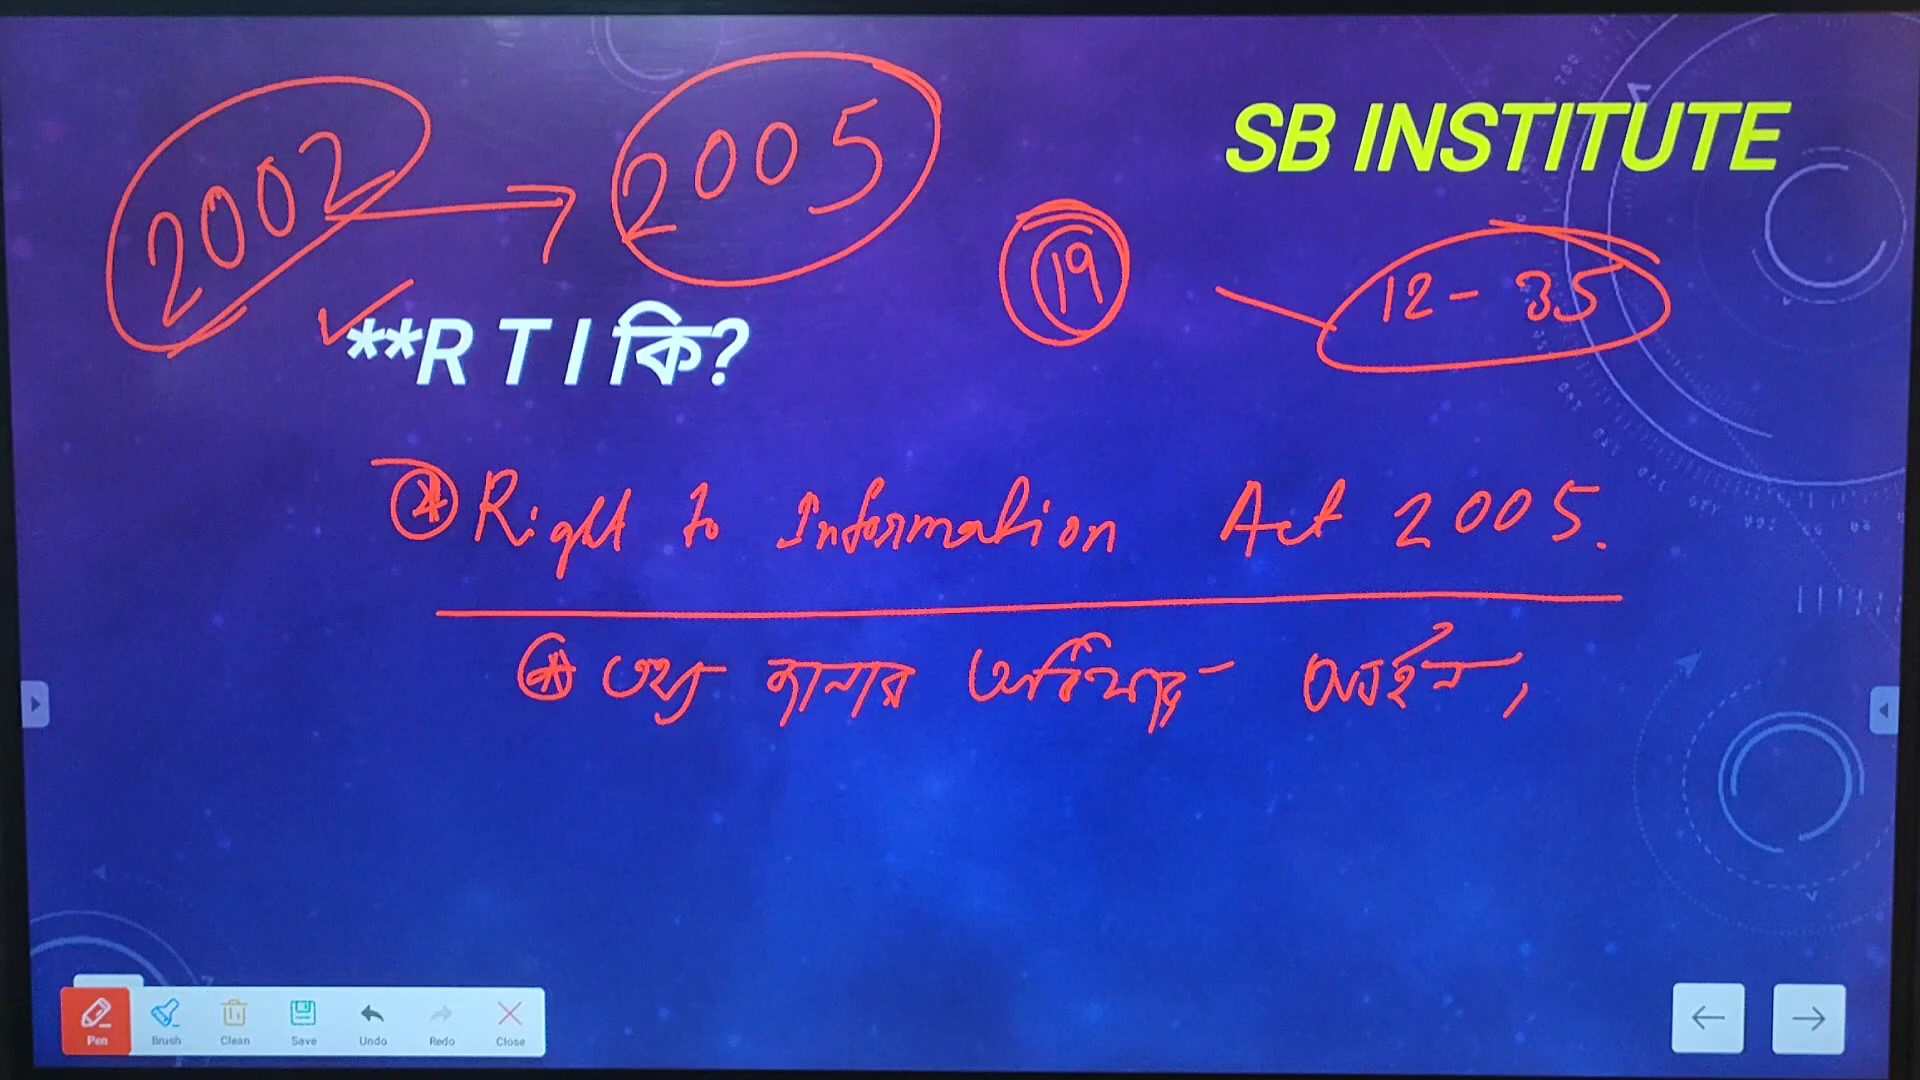 2002 → 2005
SB INSTITUTE
19
12-35
**R T I কি?
Right to Information Act 2005.
তথ্য জানার অধিকার আইন,
Pen Brush Clean Save Undo Redo Close